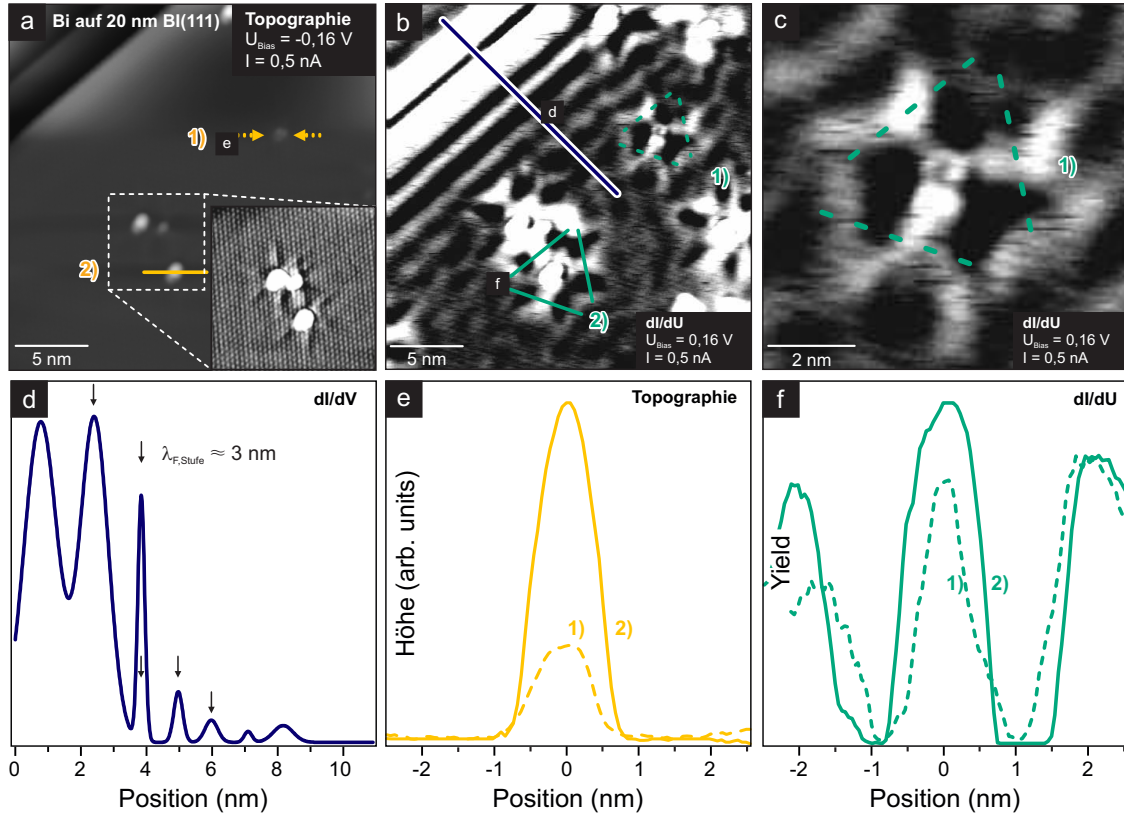 a
Bi auf 20 nm BI(111)
Topographie
U_Bias = -0,16 V
I = 0,5 nA
1)
e
2)
5 nm
b
d
1)
f
2)
5 nm
dI/dU
U_Bias = 0,16 V
I = 0,5 nA
c
1)
2 nm
dI/dU
U_Bias = 0,16 V
I = 0,5 nA
d
dI/dV
λ_F,Stufe ≈ 3 nm
0 2 4 6 8 10
Position (nm)
e
Topographie
Höhe (arb. units)
1) 2)
-2 -1 0 1 2
Position (nm)
f
dI/dU
Yield
1) 2)
-2 -1 0 1 2
Position (nm)